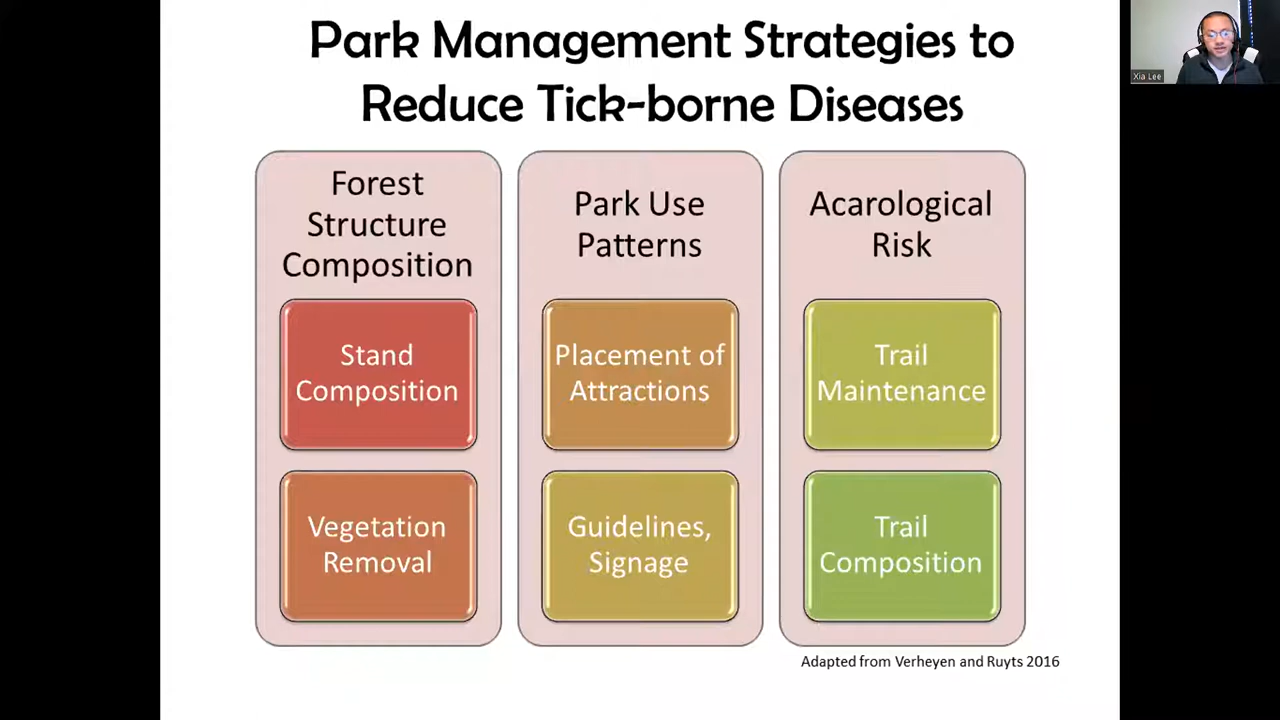 Park Management Strategies to
Reduce Tick-borne Diseases
Xia Lee
Forest
Structure
Composition
Stand
Composition
Vegetation
Removal
Park Use
Patterns
Placement of
Attractions
Guidelines,
Signage
Acarological
Risk
Trail
Maintenance
Trail
Composition
Adapted from Verheyen and Ruyts 2016